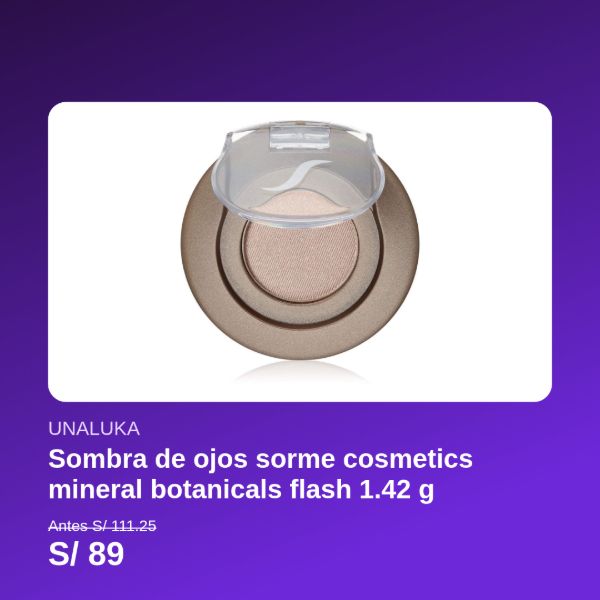 UNALUKA
Sombra de ojos sorme cosmetics
mineral botanicals flash 1.42 g
Antes S/ 111.25
S/ 89